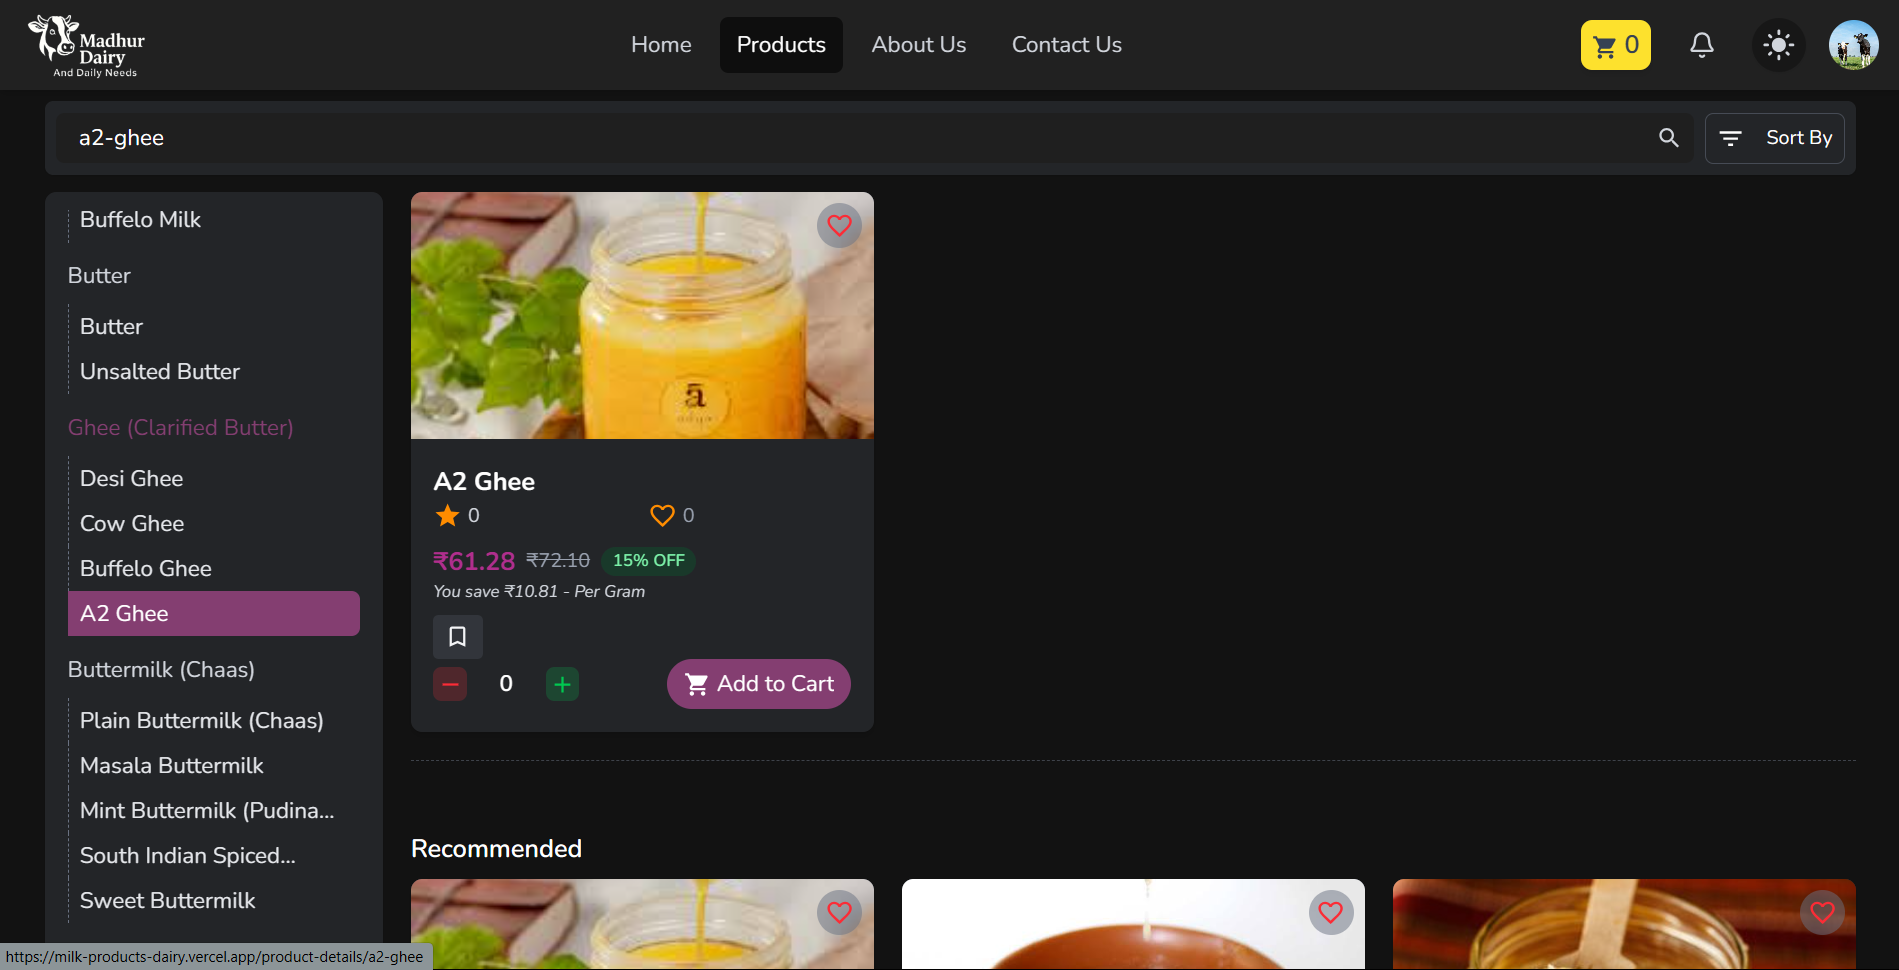 Madhur
Dairy
And Daily Needs
Home
Products
About Us
Contact Us
0
a2-ghee
Sort By
Buffelo Milk
Butter
Butter
Unsalted Butter
Ghee (Clarified Butter)
Desi Ghee
Cow Ghee
Buffelo Ghee
A2 Ghee
Buttermilk (Chaas)
Plain Buttermilk (Chaas)
Masala Buttermilk
Mint Buttermilk (Pudina...
South Indian Spiced...
Sweet Buttermilk
ā
A2 Ghee
0 0
₹61.28 ₹72.10 15% OFF
You save ₹10.81 - Per Gram
0
Add to Cart
Recommended
https://milk-products-dairy.vercel.app/product-details/a2-ghee